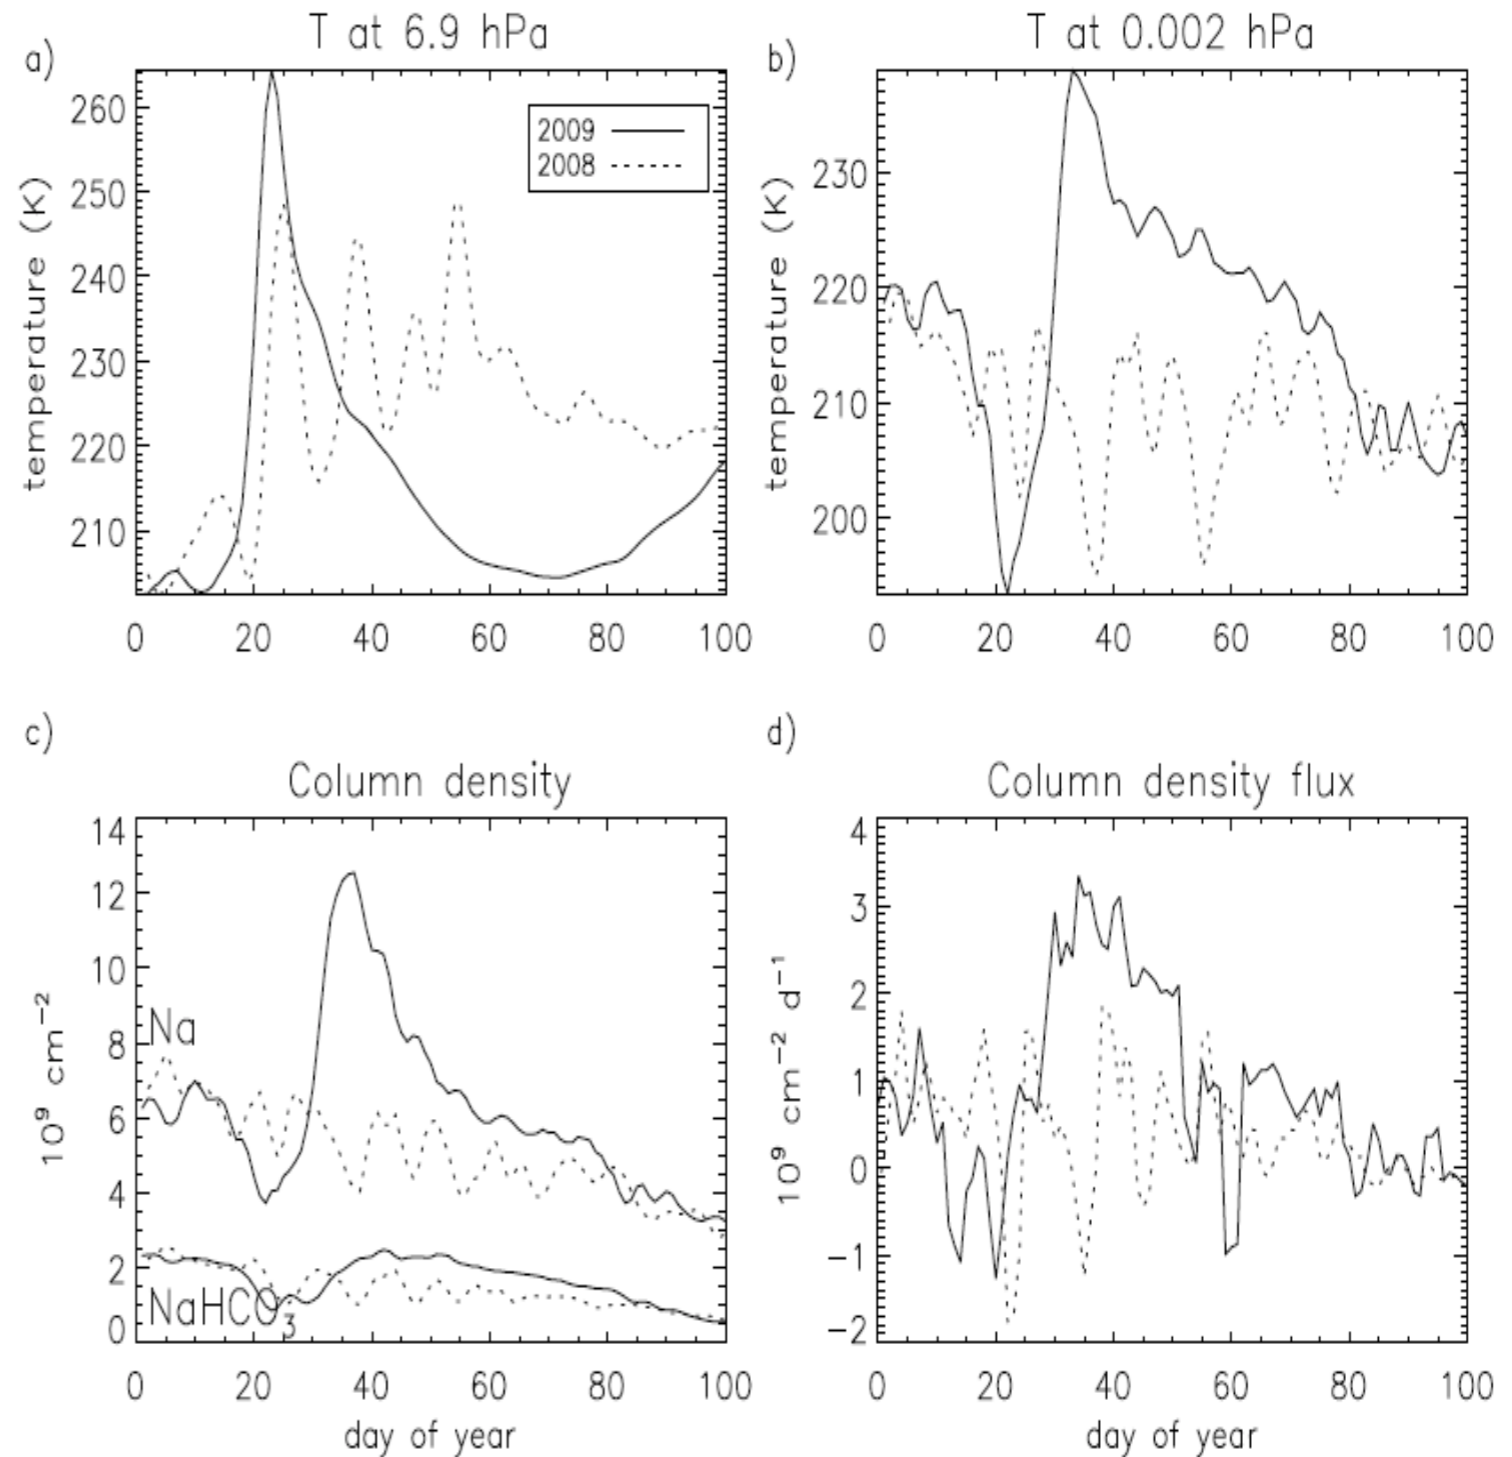 a)
T at 6.9 hPa
260
250
240
230
220
210
temperature (K)
2009
2008
0 20 40 60 80 100
b)
T at 0.002 hPa
230
220
210
200
temperature (K)
0 20 40 60 80 100
c)
Column density
14
12
10
8
6
4
2
0
10⁹ cm⁻²
Na
NaHCO₃
0 20 40 60 80 100
day of year
d)
Column density flux
4
3
2
1
0
−1
−2
10⁹ cm⁻² d⁻¹
0 20 40 60 80 100
day of year